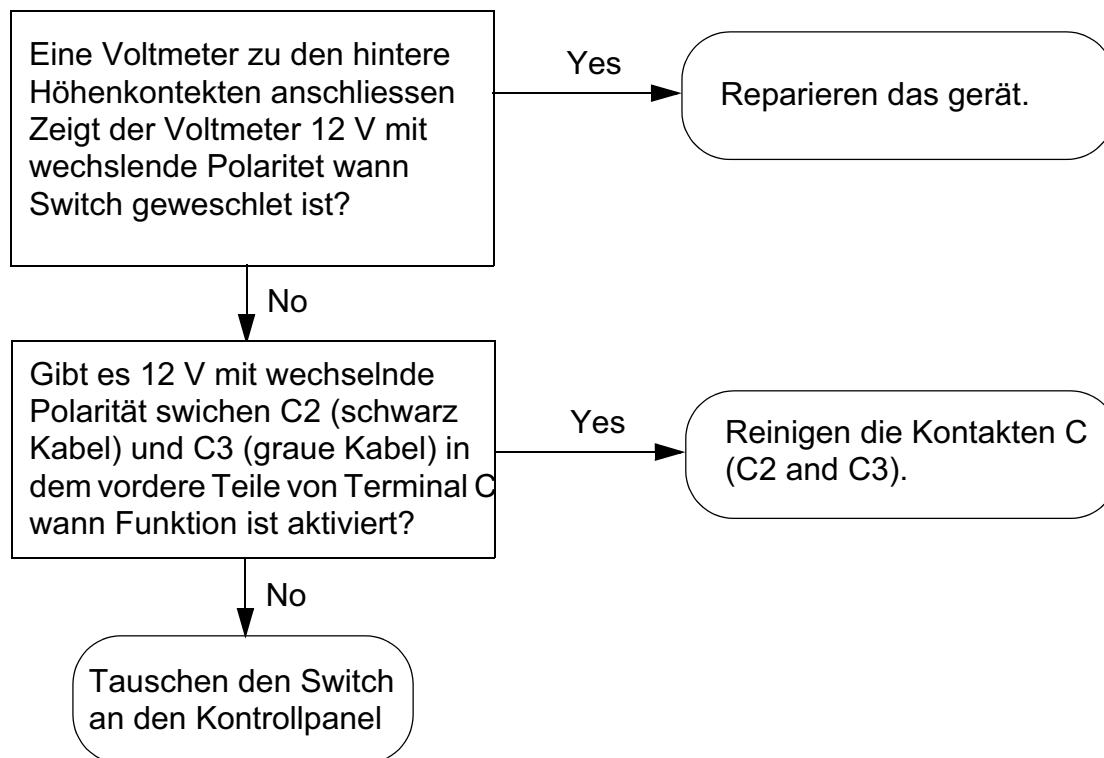 Eine Voltmeter zu den hintere
Höhenkontekten anschliessen
Zeigt der Voltmeter 12 V mit
wechslende Polaritet wann
Switch geweschlet ist?
Yes
Reparieren das gerät.
No
Gibt es 12 V mit wechselnde
Polarität swichen C2 (schwarz
Kabel) und C3 (graue Kabel) in
dem vordere Teile von Terminal C
wann Funktion ist aktiviert?
Yes
Reinigen die Kontakten C
(C2 and C3).
No
Tauschen den Switch
an den Kontrollpanel